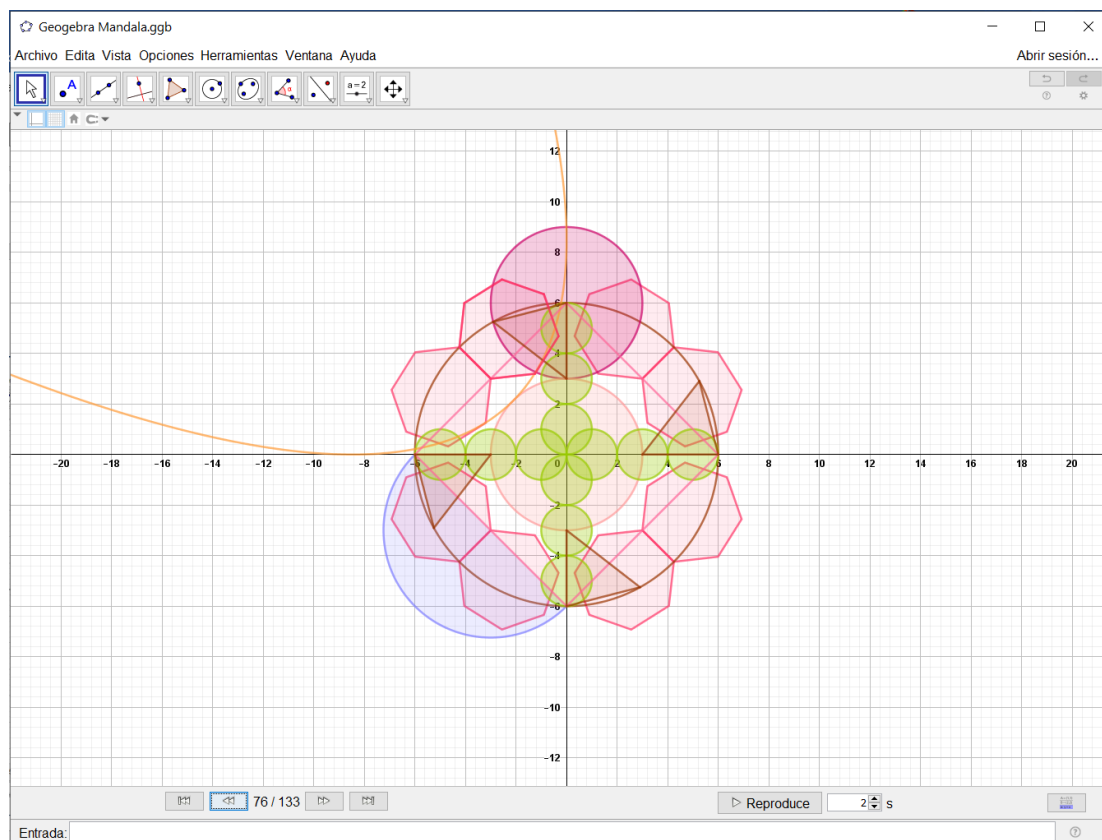 Geogebra Mandala.ggb
Archivo Edita Vista Opciones Herramientas Ventana Ayuda
Abrir sesión...
A
α
a=2
12
10
8
6
4
2
-20 -18 -16 -14 -12 -10 -8 -6 -4 -2 0 2 4 6 8 10 12 14 16 18 20
-2
-4
-6
-8
-10
-12
76 / 133
Reproduce
2 s
Entrada: